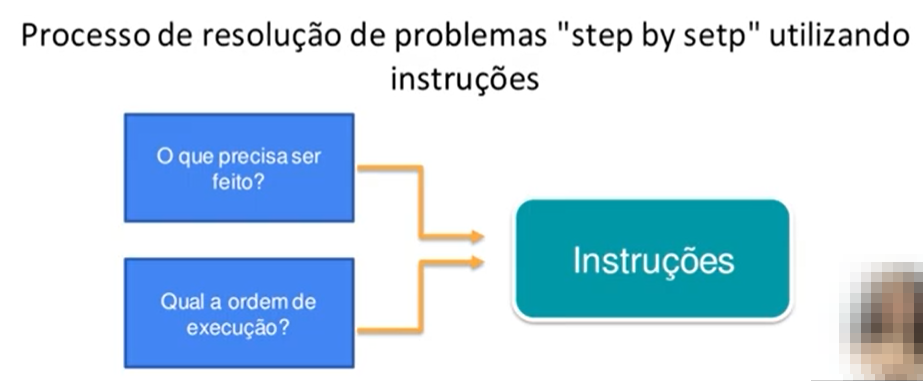 Processo de resolução de problemas "step by setp" utilizando
instruções
O que precisa ser
feito?
Qual a ordem de
execução?
Instruções